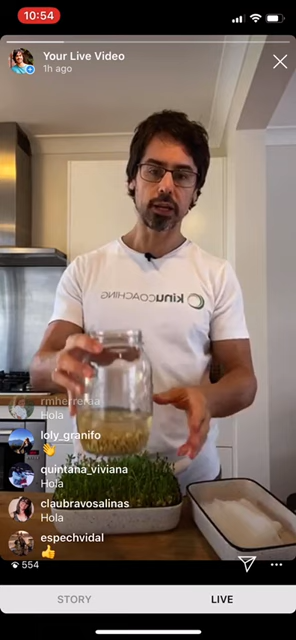 10:54
Your Live Video
1h ago
kinuCOACHING
rmherreraa
Hola
loly_granifo
👋
quintana_viviana
Hola
claubravosalinas
Hola
espechvidal
👍
554
STORY
LIVE